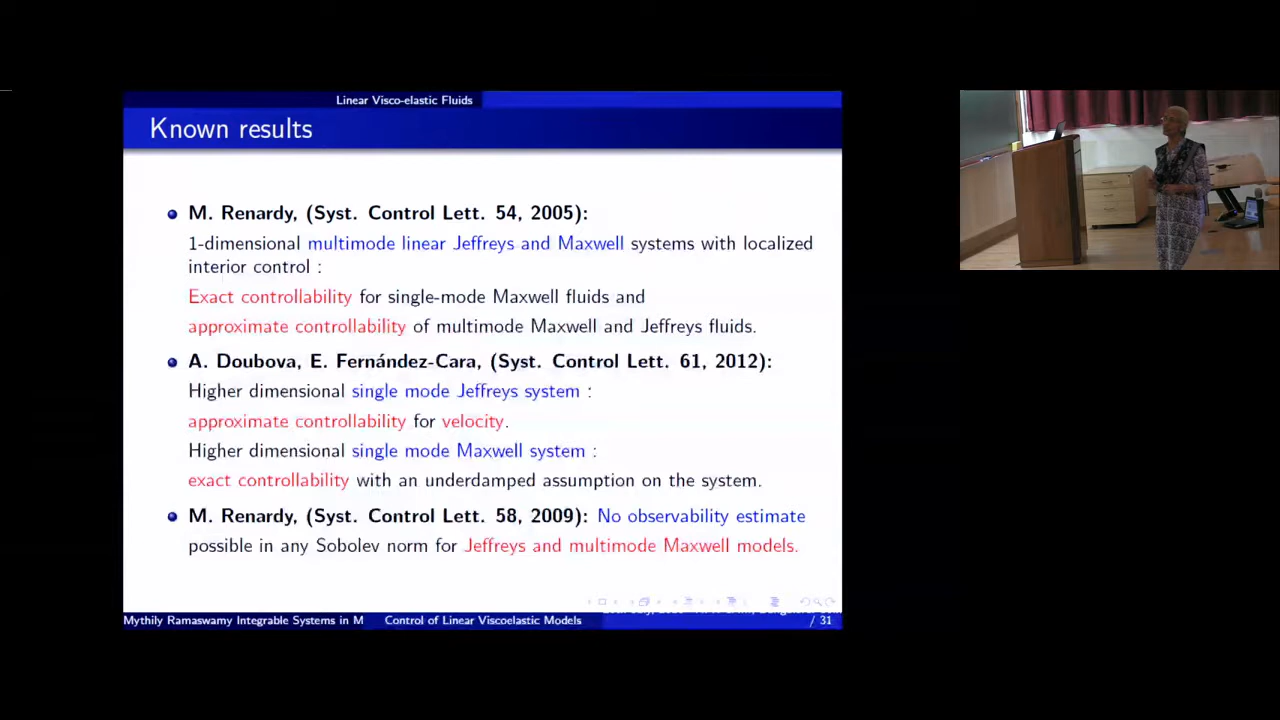 Linear Visco-elastic Fluids
Known results
M. Renardy, (Syst. Control Lett. 54, 2005):
1-dimensional multimode linear Jeffreys and Maxwell systems with localized
interior control :
Exact controllability for single-mode Maxwell fluids and
approximate controllability of multimode Maxwell and Jeffreys fluids.
A. Doubova, E. Fernández-Cara, (Syst. Control Lett. 61, 2012):
Higher dimensional single mode Jeffreys system :
approximate controllability for velocity.
Higher dimensional single mode Maxwell system :
exact controllability with an underdamped assumption on the system.
M. Renardy, (Syst. Control Lett. 58, 2009): No observability estimate
possible in any Sobolev norm for Jeffreys and multimode Maxwell models.
Mythily Ramaswamy Integrable Systems in M Control of Linear Viscoelastic Models / 31